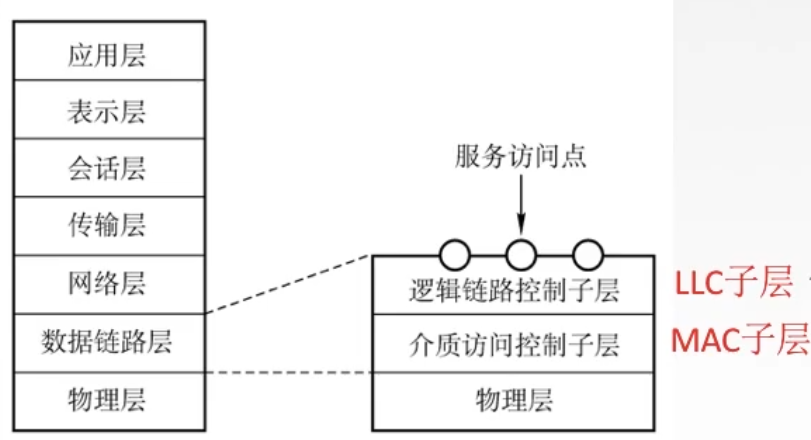 应用层
表示层
会话层
传输层
网络层
数据链路层
物理层
服务访问点
逻辑链路控制子层
介质访问控制子层
物理层
LLC子层
MAC子层